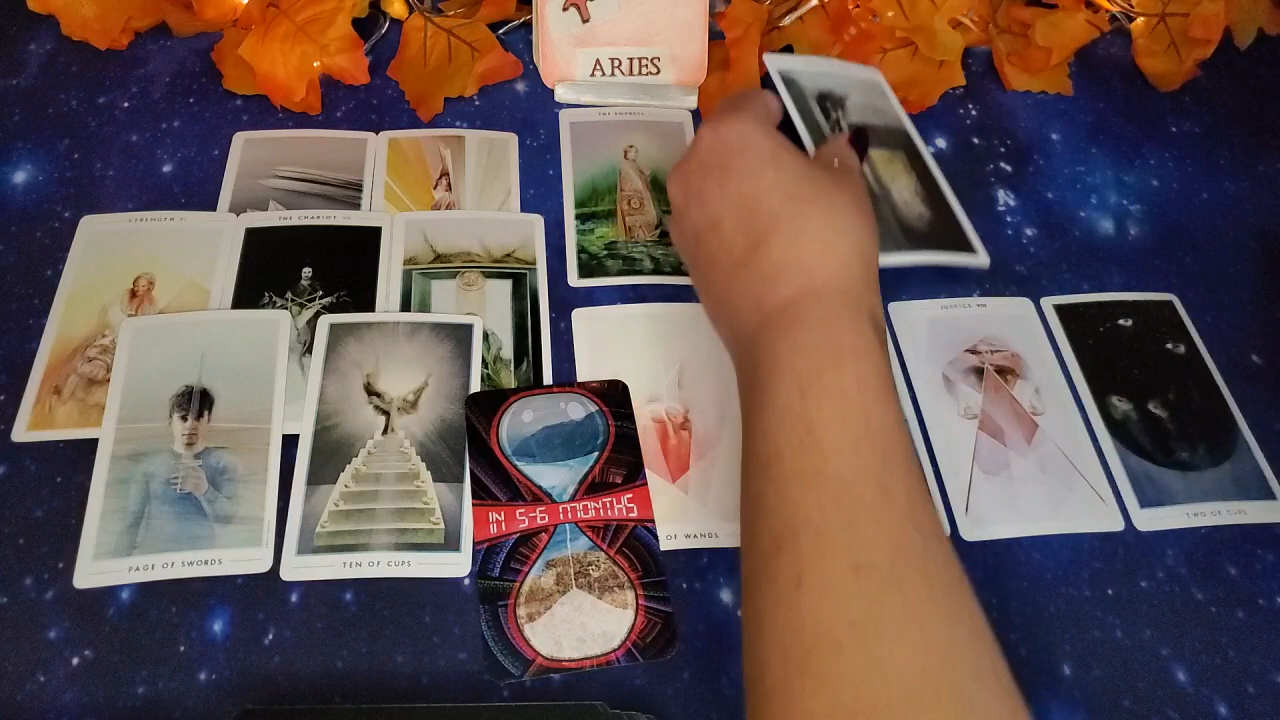 ARIES
THE EMPRESS
STRENGTH XI
THE CHARIOT VII
JUSTICE VIII
IN 5-6 MONTHS
OF WANDS
TWO OF CUPS
PAGE OF SWORDS
TEN OF CUPS